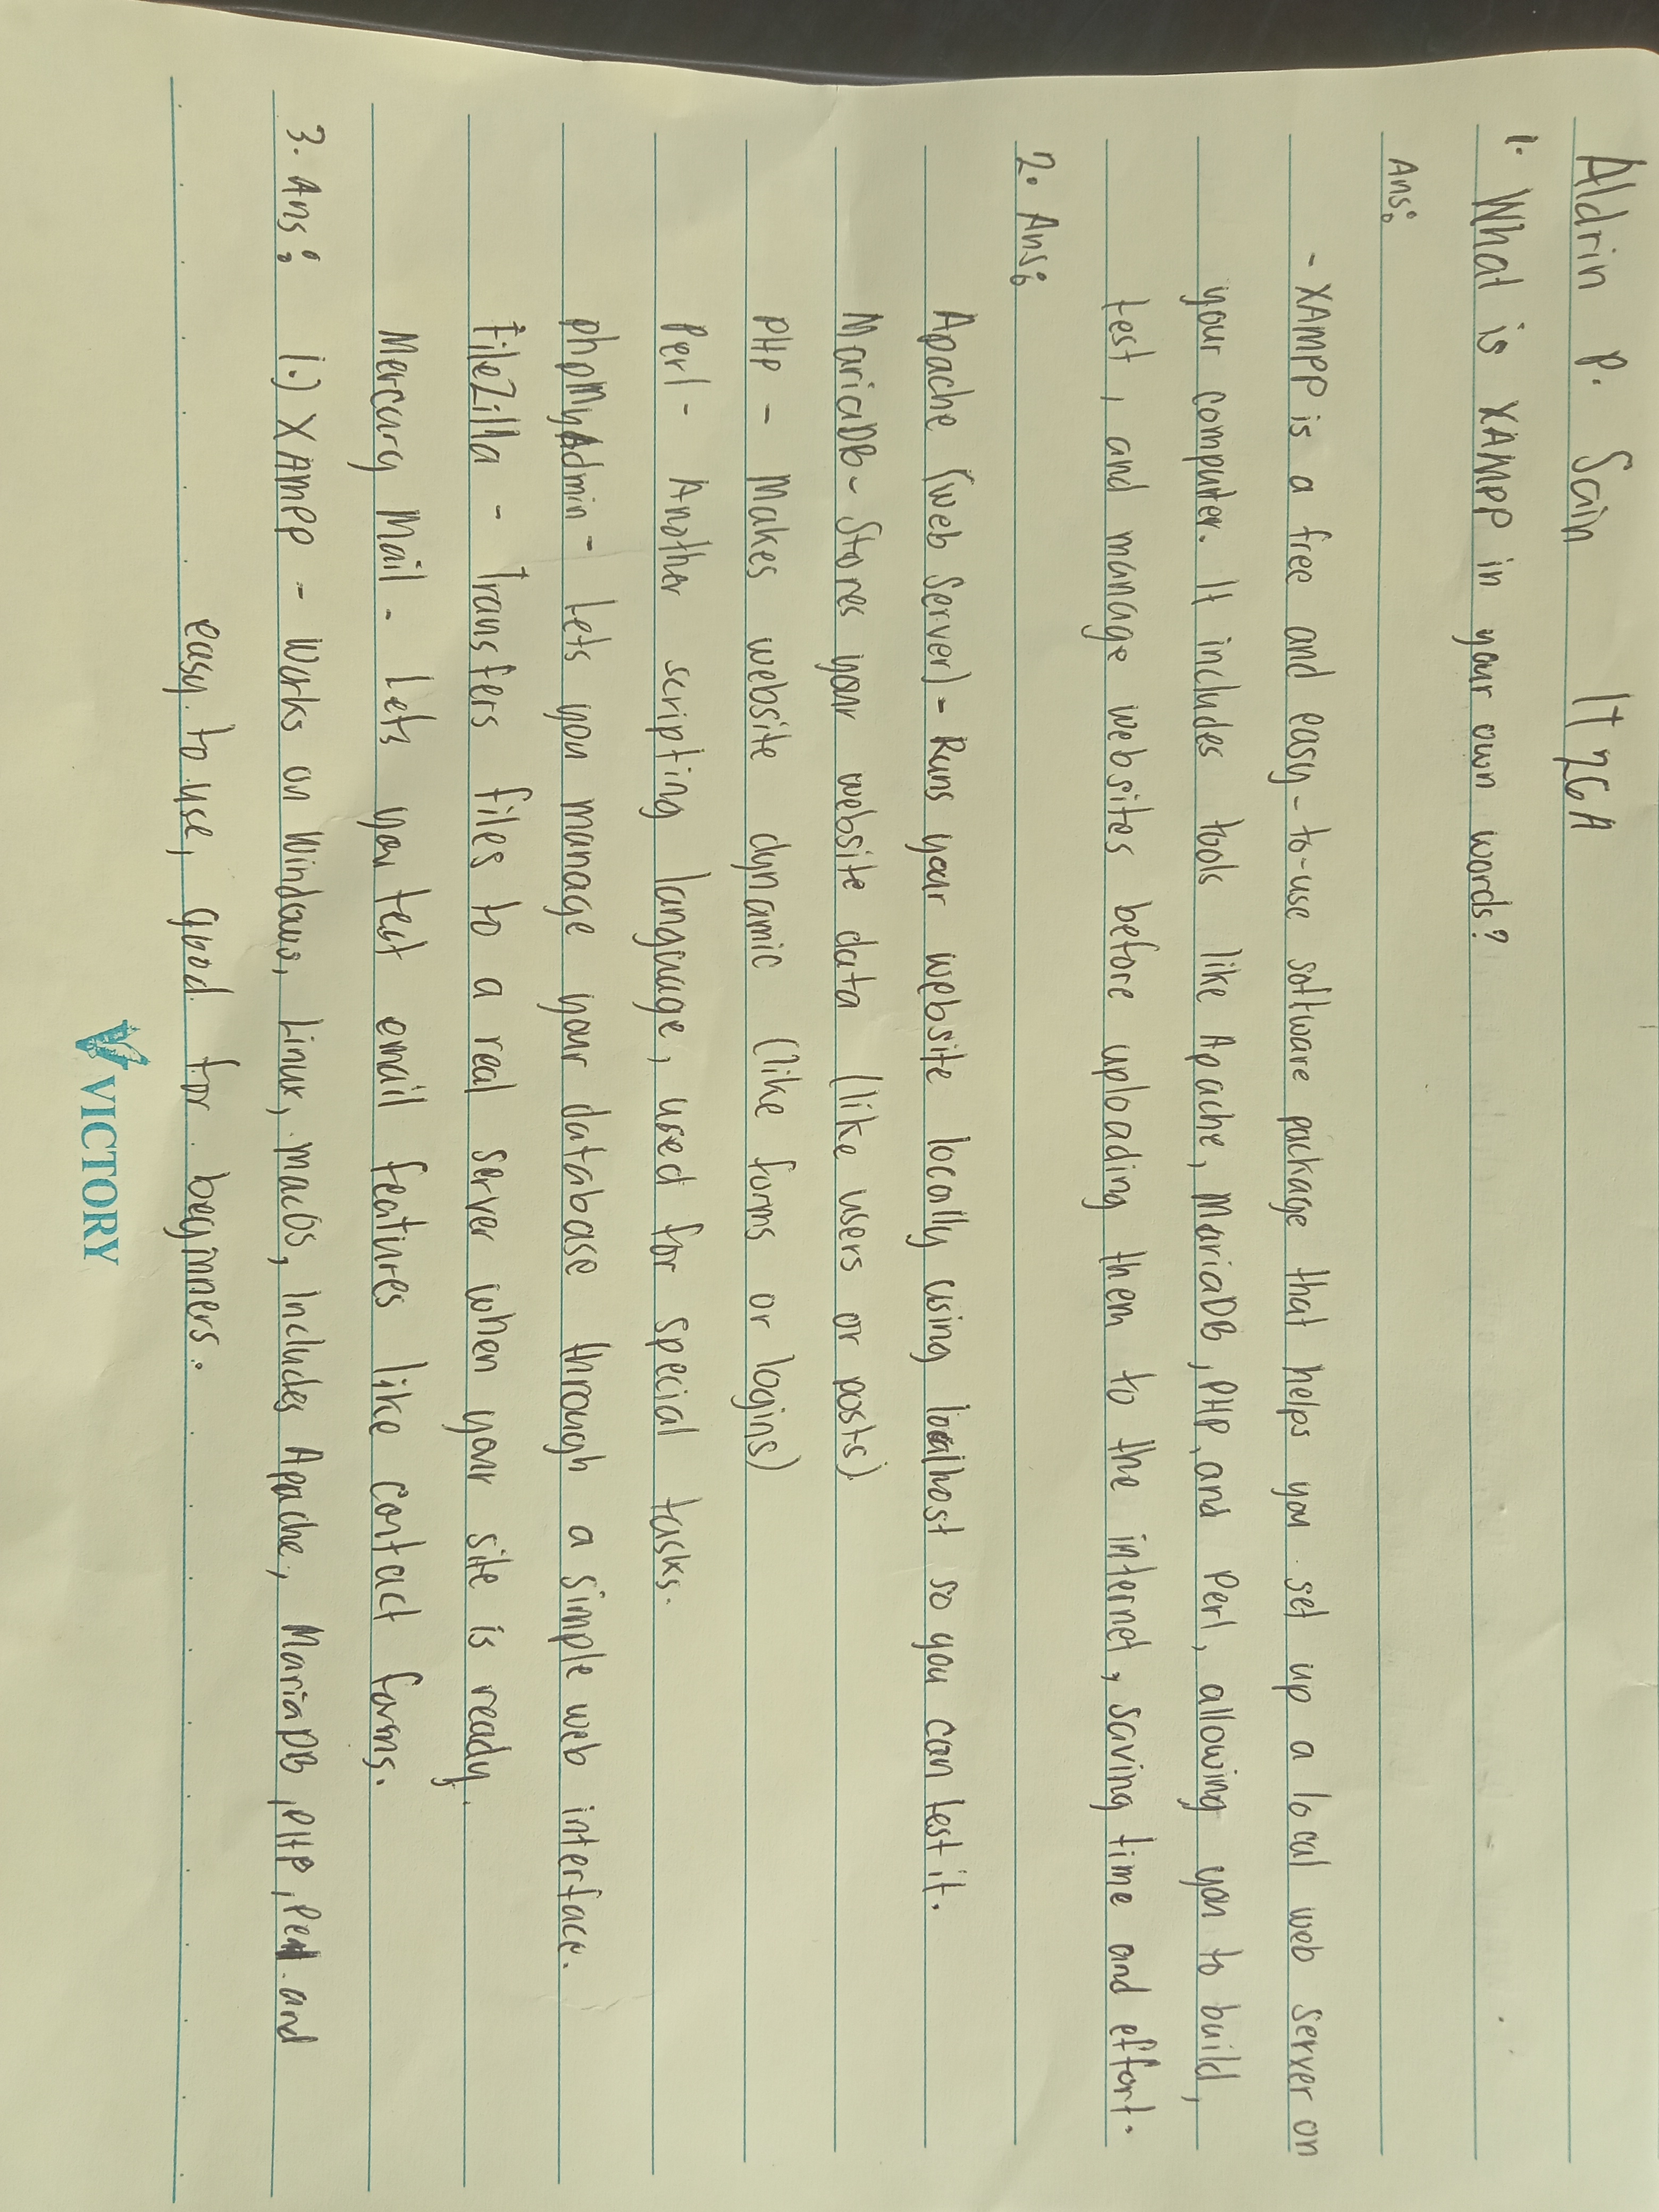 Aldrin P. Sain IT 2GA
1. What is XAMPP in your own words?
Ans:
- XAMPP is a free and easy-to-use software package that helps you set up a local web server on
your computer. It includes tools like Apache, MariaDB, PHP, and Perl, allowing you to build,
test, and manage websites before uploading them to the internet, saving time and effort.
2. Ans:
Apache (Web Server) - Runs your website locally using localhost so you can test it.
MariaDB - Stores your website data (like users or posts)
PHP - Makes website dynamic (like forms or logins)
Perl - Another scripting language, used for special tasks.
phpMyAdmin - lets you manage your database through a simple web interface.
FileZilla - Transfers files to a real server when your site is ready.
Mercury Mail - Lets you test email features like contact forms.
3. Ans: 1.) XAMPP - Works on Windows, Linux, macOS, Includes Apache, MariaDB, PHP, Perl and
easy to use, good for beginners.
VICTORY